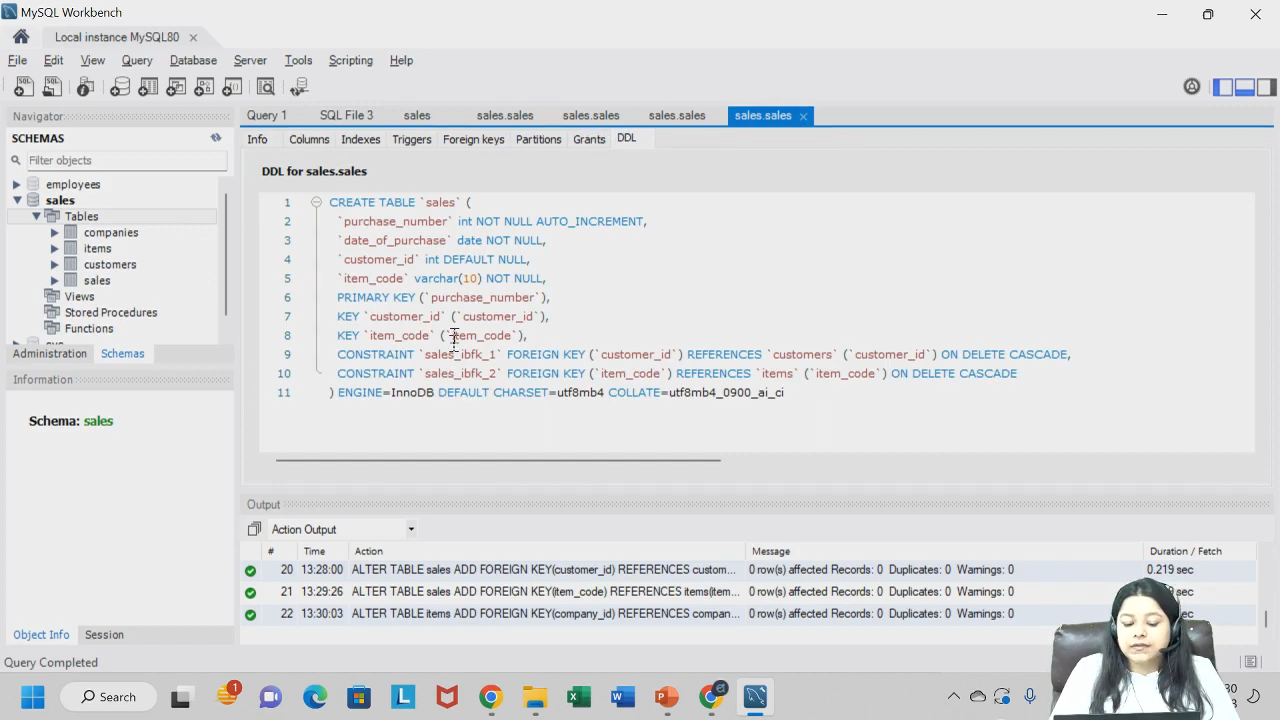 MySQL Workbench
Local instance MySQL80
File Edit View Query Database Server Tools Scripting Help
Navigator
Query 1 SQL File 3 sales sales.sales sales.sales sales.sales sales.sales
SCHEMAS
Info Columns Indexes Triggers Foreign keys Partitions Grants DDL
Filter objects
DDL for sales.sales
employees
sales
Tables
companies
items
customers
sales
Views
Stored Procedures
Functions
1 CREATE TABLE `sales` (
2 `purchase_number` int NOT NULL AUTO_INCREMENT,
3 `date_of_purchase` date NOT NULL,
4 `customer_id` int DEFAULT NULL,
5 `item_code` varchar(10) NOT NULL,
6 PRIMARY KEY (`purchase_number`),
7 KEY `customer_id` (`customer_id`),
8 KEY `item_code` (`item_code`),
9 CONSTRAINT `sales_ibfk_1` FOREIGN KEY (`customer_id`) REFERENCES `customers` (`customer_id`) ON DELETE CASCADE,
10 CONSTRAINT `sales_ibfk_2` FOREIGN KEY (`item_code`) REFERENCES `items` (`item_code`) ON DELETE CASCADE
11 ) ENGINE=InnoDB DEFAULT CHARSET=utf8mb4 COLLATE=utf8mb4_0900_ai_ci
Administration Schemas
Information
Schema: sales
Output
Action Output
# Time Action Message Duration / Fetch
20 13:28:00 ALTER TABLE sales ADD FOREIGN KEY(customer_id) REFERENCES custom... 0 row(s) affected Records: 0 Duplicates: 0 Warnings: 0 0.219 sec
21 13:29:26 ALTER TABLE sales ADD FOREIGN KEY(item_code) REFERENCES items(item... 0 row(s) affected Records: 0 Duplicates: 0 Warnings: 0 sec
22 13:30:03 ALTER TABLE items ADD FOREIGN KEY(company_id) REFERENCES compan... 0 row(s) affected Records: 0 Duplicates: 0 Warnings: 0 sec
Object Info Session
Query Completed
Search
1